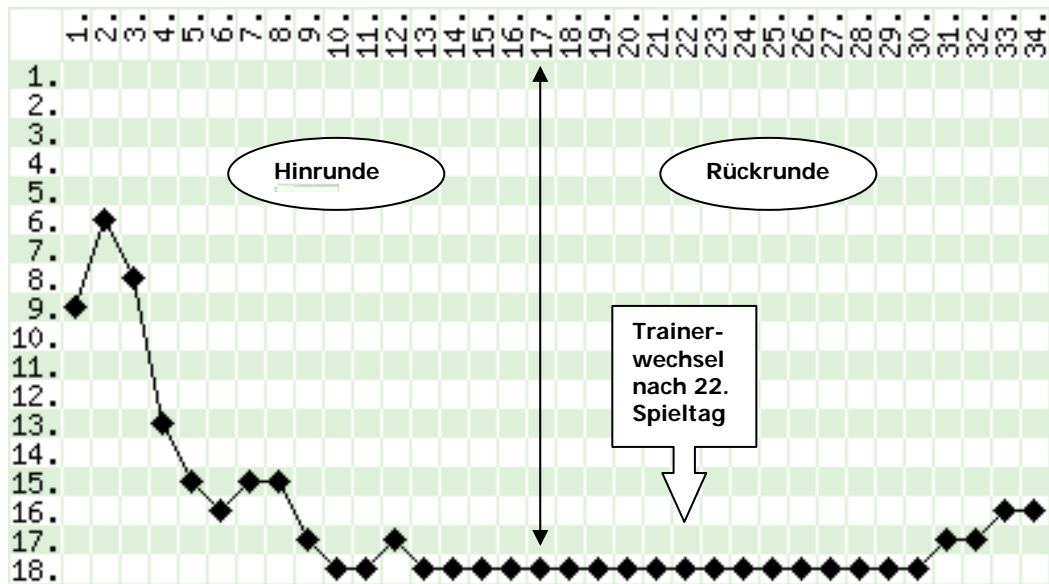 1. 2. 3. 4. 5. 6. 7. 8. 9. 10. 11. 12. 13. 14. 15. 16. 17. 18. 19. 20. 21. 22. 23. 24. 25. 26. 27. 28. 29. 30. 31. 32. 33. 34.
1.
2.
3.
4.
5.
6.
7.
8.
9.
10.
11.
12.
13.
14.
15.
16.
17.
18.
Hinrunde
Rückrunde
Trainer-
wechsel
nach 22.
Spieltag